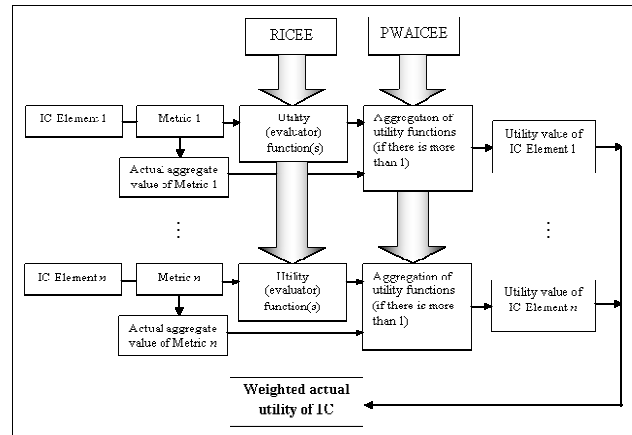 RICEE
PWAICEE
IC Element 1
Metric 1
Utility
(evaluator)
function(s)
Aggregation of
utility functions
(if there is more
than 1)
Utility value of
IC Element 1
Actual aggregate
value of Metric 1
...
...
IC Element n
Metric n
Utility
(evaluator)
function(s)
Aggregation of
utility functions
(if there is more
than 1)
Utility value of
IC Element n
Actual aggregate
value of Metric n
Weighted actual
utility of IC